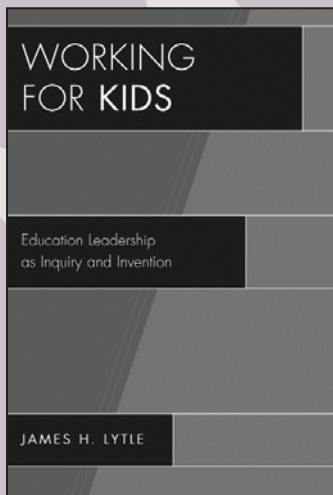 WORKING
FOR KIDS
Education Leadership
as Inquiry and Invention
JAMES H. LYTLE